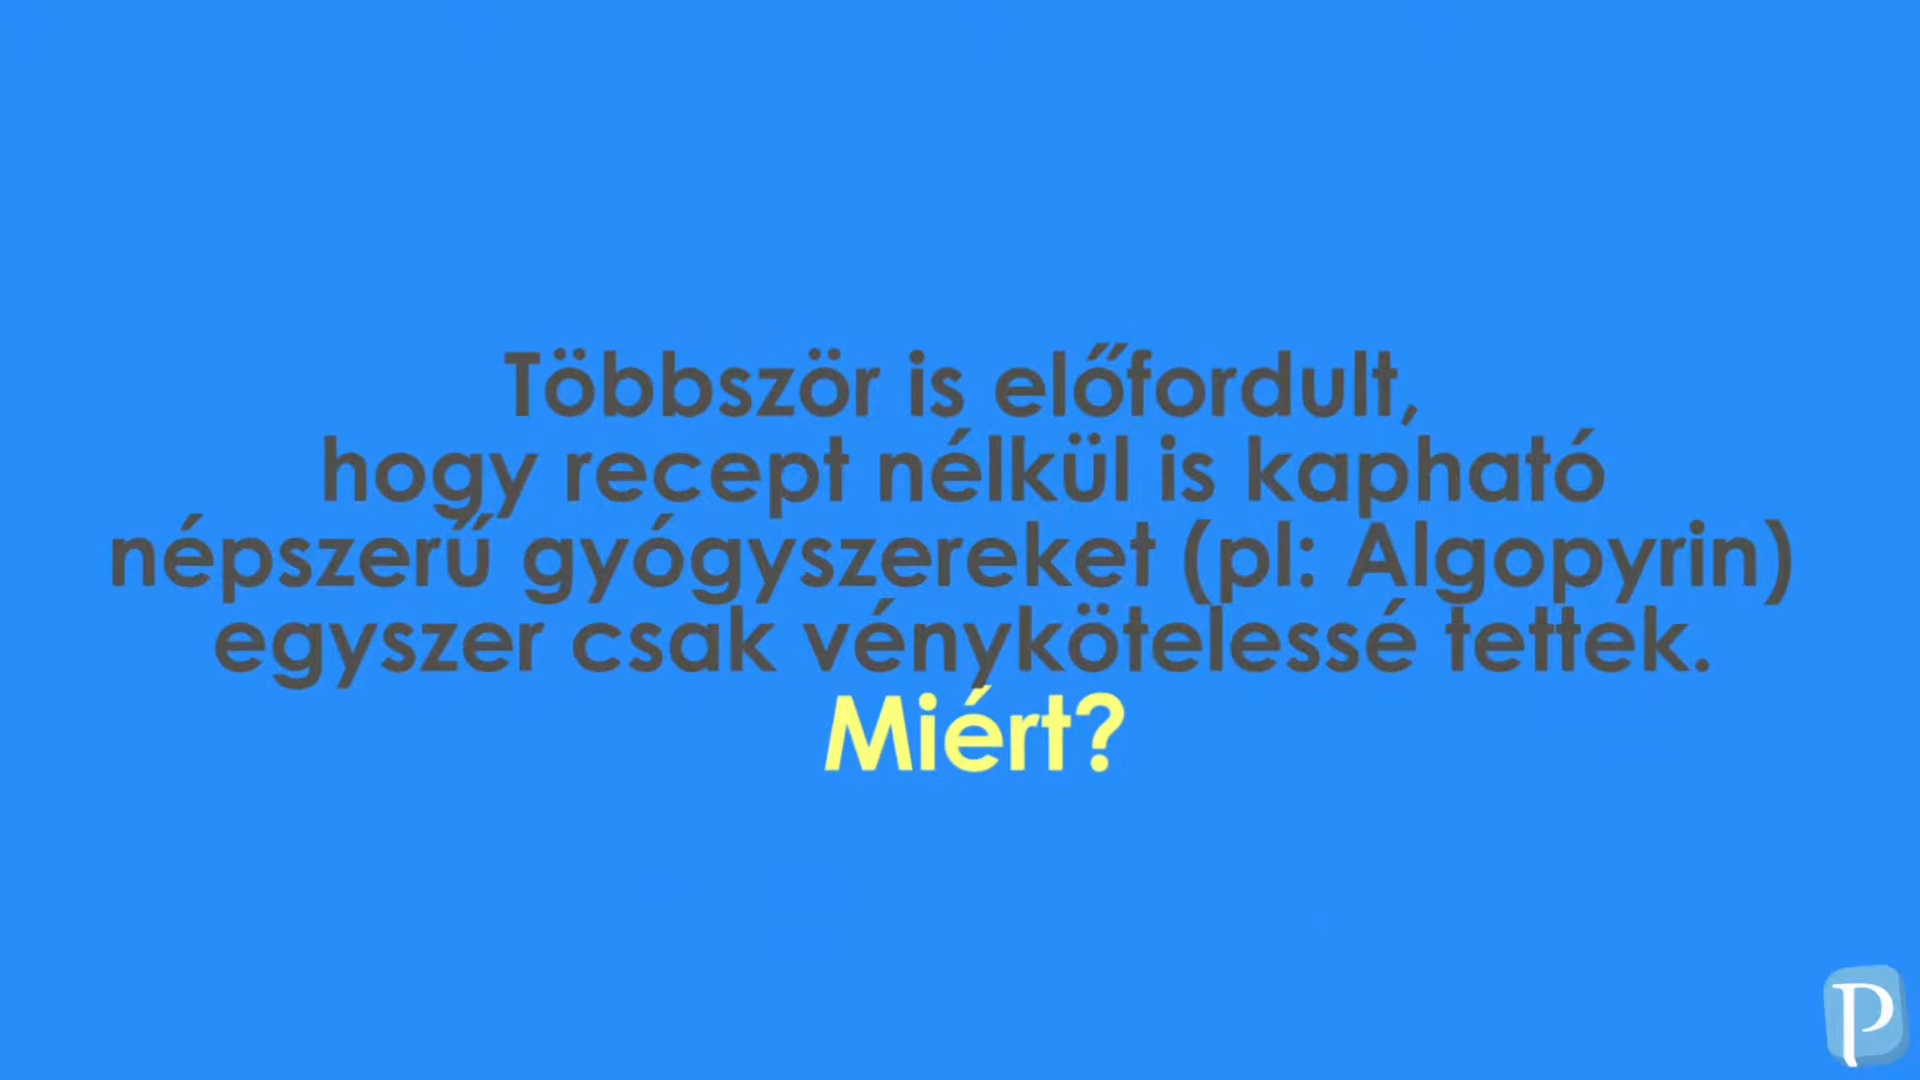 Többször is előfordult,
hogy recept nélkül is kapható
népszerű gyógyszereket (pl: Algopyrin)
egyszer csak vénykötelessé tettek.
Miért?
P